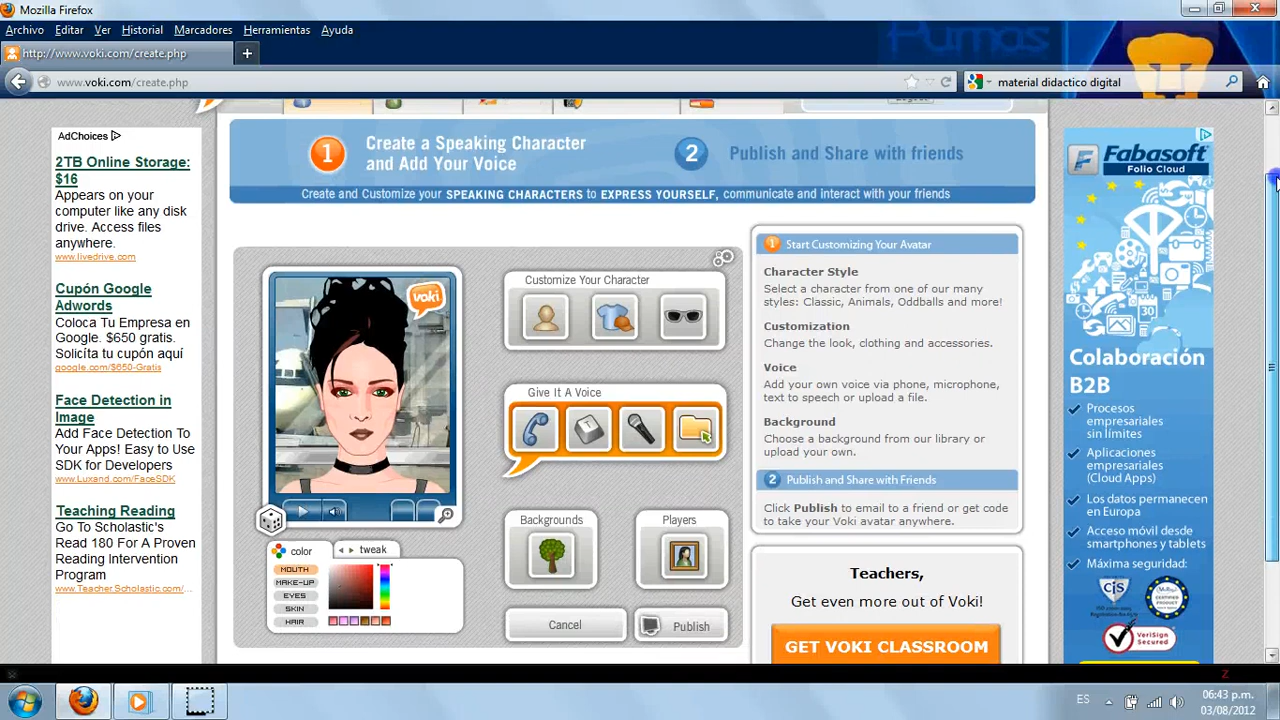 Mozilla Firefox
Archivo Editar Ver Historial Marcadores Herramientas Ayuda
Pumas
http://www.voki.com/create.php
www.voki.com/create.php
material didactico digital
AdChoices
2TB Online Storage:
$16
Appears on your
computer like any disk
drive. Access files
anywhere.
www.livedrive.com
Cupón Google
Adwords
Coloca Tu Empresa en
Google. $650 gratis.
Solicita tu cupón aquí
google.com/$650-Gratis
Face Detection in
Image
Add Face Detection To
Your Apps! Easy to Use
SDK for Developers
www.Luxand.com/FaceSDK
Teaching Reading
Go To Scholastic's
Read 180 For A Proven
Reading Intervention
Program
www.Teacher.Scholastic.com/...
1 Create a Speaking Character
and Add Your Voice
2 Publish and Share with friends
Create and Customize your SPEAKING CHARACTERS to EXPRESS YOURSELF, communicate and interact with your friends
voki
Customize Your Character
Give It A Voice
Backgrounds
Players
color
tweak
MOUTH
MAKE-UP
EYES
SKIN
HAIR
Cancel
Publish
1 Start Customizing Your Avatar
Character Style
Select a character from one of our many
styles: Classic, Animals, Oddballs and more!
Customization
Change the look, clothing and accessories.
Voice
Add your own voice via phone, microphone,
text to speech or upload a file.
Background
Choose a background from our library or
upload your own.
2 Publish and Share with Friends
Click Publish to email to a friend or get code
to take your Voki avatar anywhere.
Teachers,
Get even more out of Voki!
GET VOKI CLASSROOM
Fabasoft
Folio Cloud
30
Colaboración
B2B
Procesos
empresariales
sin límites
Aplicaciones
empresariales
(Cloud Apps)
Los datos permanecen
en Europa
Acceso móvil desde
smartphones y tablets
Máxima seguridad:
CIS
VeriSign
Secured
Z
ES
06:43 p.m.
03/08/2012